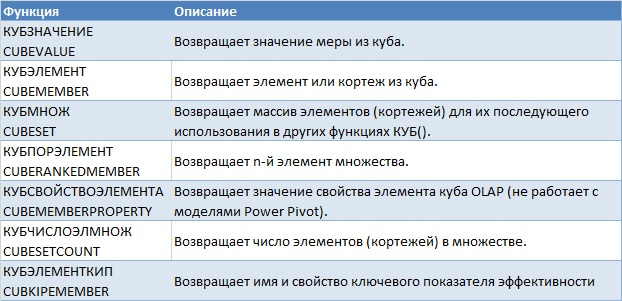 Функция Описание
КУБЗНАЧЕНИЕ
CUBEVALUE
Возвращает значение меры из куба.
КУБЭЛЕМЕНТ
CUBEMEMBER
Возвращает элемент или кортеж из куба.
КУБМНОЖ
CUBESET
Возвращает массив элементов (кортежей) для их последующего
использования в других функциях КУБ().
КУБПОРЭЛЕМЕНТ
CUBERANKEDMEMBER
Возвращает n-й элемент множества.
КУБСВОЙСТВОЭЛЕМЕНТА
CUBEMEMBERPROPERTY
Возвращает значение свойства элемента куба OLAP (не работает с
моделями Power Pivot).
КУБЧИСЛОЭЛМНОЖ
CUBESETCOUNT
Возвращает число элементов (кортежей) в множестве.
КУБЭЛЕМЕНТКИП
CUBKIPEMEMBER
Возвращает имя и свойство ключевого показателя эффективности